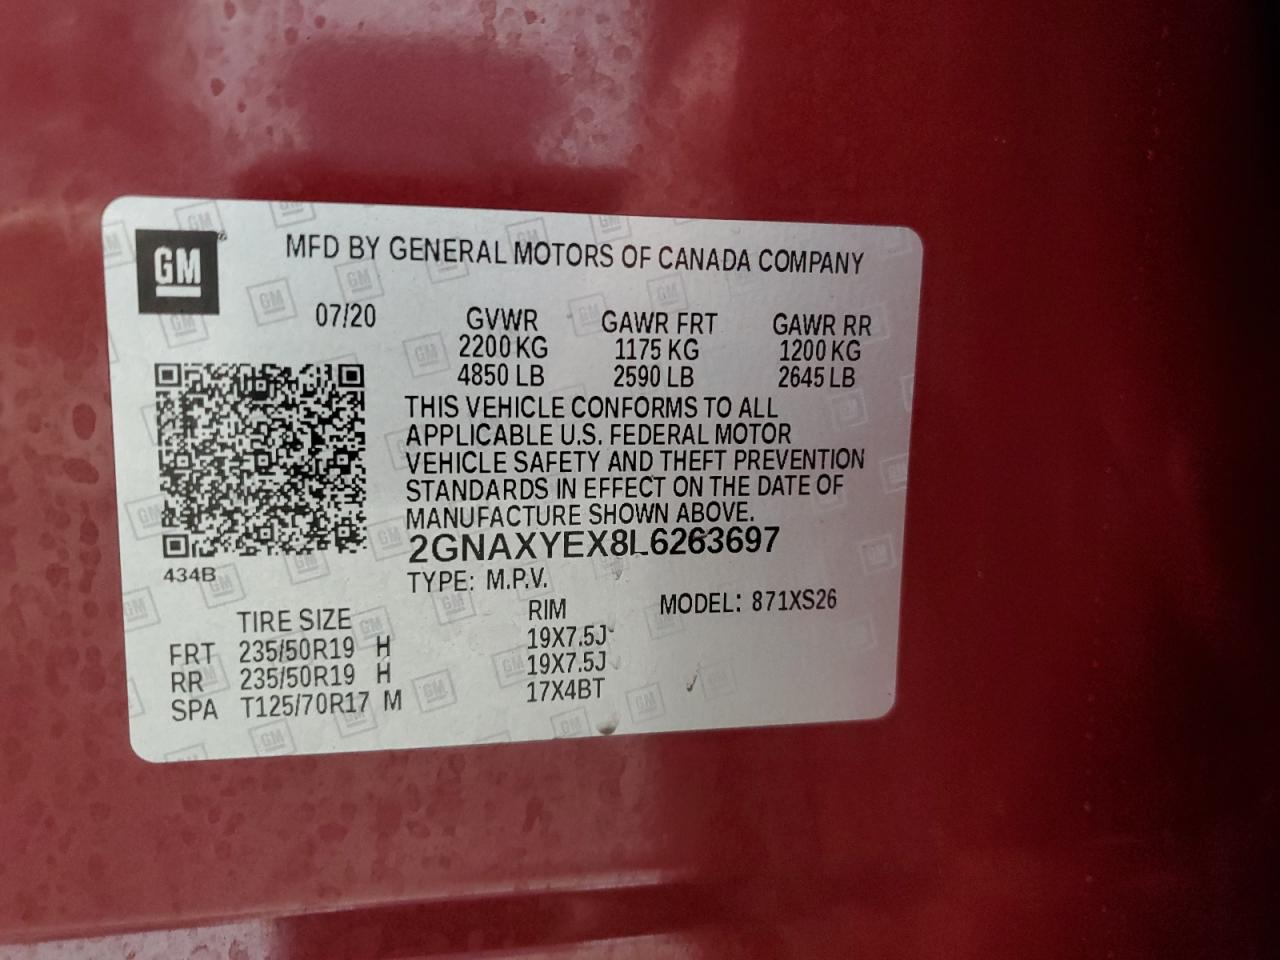 GM
MFD BY GENERAL MOTORS OF CANADA COMPANY
07/20
GVWR GAWR FRT GAWR RR
2200 KG 1175 KG 1200 KG
4850 LB 2590 LB 2645 LB
THIS VEHICLE CONFORMS TO ALL
APPLICABLE U.S. FEDERAL MOTOR
VEHICLE SAFETY AND THEFT PREVENTION
STANDARDS IN EFFECT ON THE DATE OF
MANUFACTURE SHOWN ABOVE.
2GNAXYEX8L6263697
434B
TYPE: M.P.V.
TIRE SIZE RIM MODEL: 871XS26
FRT 235/50R19 H 19X7.5J
RR 235/50R19 H 19X7.5J
SPA T125/70R17 M 17X4BT